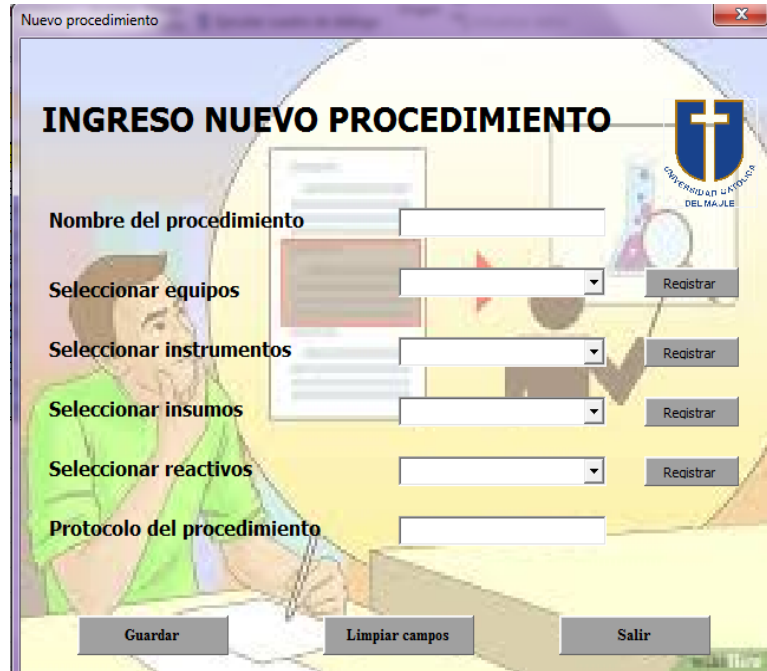 Nuevo procedimiento
INGRESO NUEVO PROCEDIMIENTO
UNIVERSIDAD CATOLICA
DEL MAULE
Nombre del procedimiento
Seleccionar equipos
Registrar
Seleccionar instrumentos
Registrar
Seleccionar insumos
Registrar
Seleccionar reactivos
Registrar
Protocolo del procedimiento
Guardar
Limpiar campos
Salir